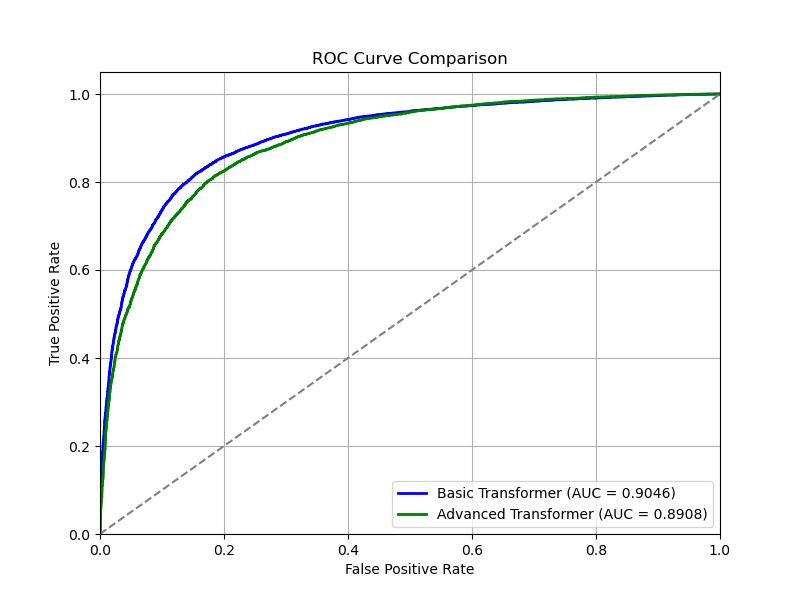 ROC Curve Comparison
True Positive Rate
1.0
0.8
0.6
0.4
0.2
0.0
0.0 0.2 0.4 0.6 0.8 1.0
False Positive Rate
Basic Transformer (AUC = 0.9046)
Advanced Transformer (AUC = 0.8908)